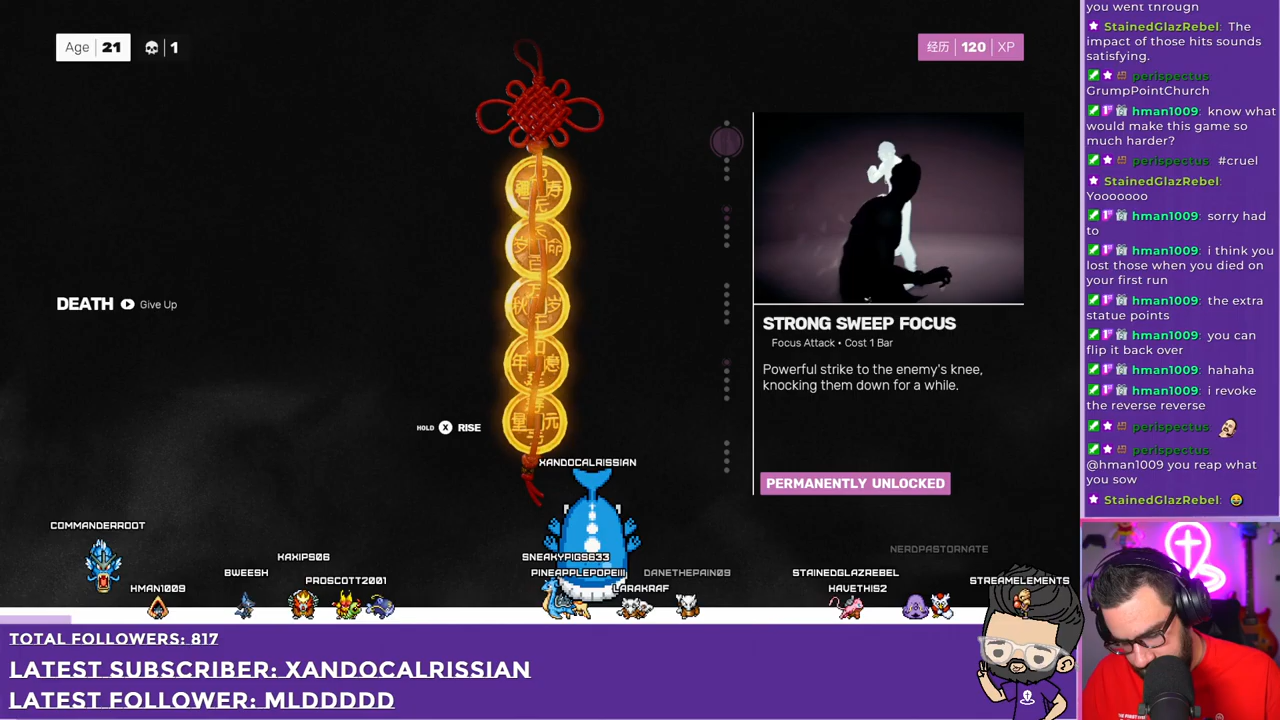 Age 21
1
经历 120 XP
DEATH Give Up
HOLD X RISE
STRONG SWEEP FOCUS
Focus Attack • Cost 1 Bar
Powerful strike to the enemy's knee,
knocking them down for a while.
PERMANENTLY UNLOCKED
XANDOCALRISSIAN
COMMANDERROOT
HMAN1009
BWEESH
KAXIPS06
PROSCOTT2001
SNEAKYPIGS633
PINEAPPLEPOPEIII
LARAKRAF
DANETHEPAIN09
STAINEDGLAZREBEL
HAVETHIS2
NERDPASTORNATE
STREAMELEMENTS
TOTAL FOLLOWERS: 817
LATEST SUBSCRIBER: XANDOCALRISSIAN
LATEST FOLLOWER: MLDDDDD
you went through
StainedGlazRebel: The
impact of those hits sounds
satisfying.
perispectus:
GrumpPointChurch
hman1009: know what
would make this game so
much harder?
perispectus: #cruel
StainedGlazRebel:
Yooooooo
hman1009: sorry had
to
hman1009: i think you
lost those when you died on
your first run
hman1009: the extra
statue points
hman1009: you can
flip it back over
hman1009: hahaha
hman1009: i revoke
the reverse reverse
perispectus:
perispectus:
@hman1009 you reap what
you sow
StainedGlazRebel: